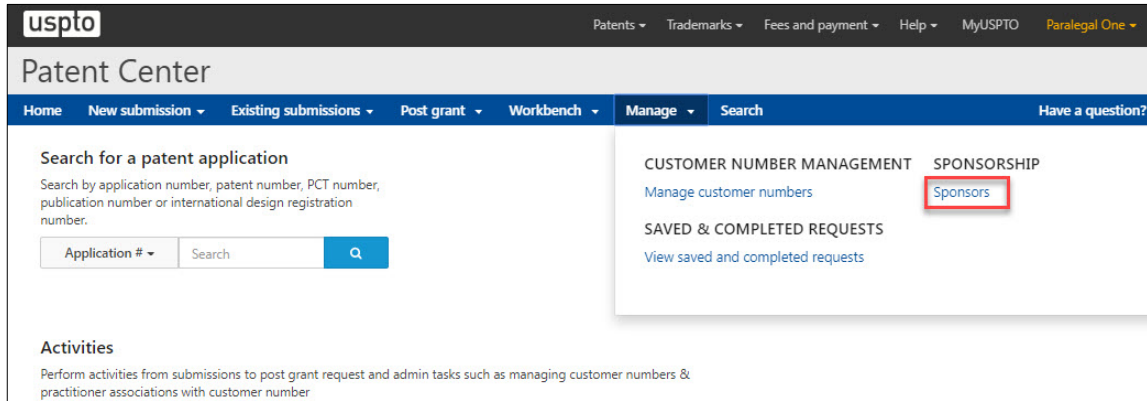 uspto
Patents Trademarks Fees and payment Help MyUSPTO Paralegal One
Patent Center
Home New submission Existing submissions Post grant Workbench Manage Search Have a question?
Search for a patent application
Search by application number, patent number, PCT number,
publication number or international design registration
number.
Application # Search
CUSTOMER NUMBER MANAGEMENT SPONSORSHIP
Manage customer numbers Sponsors
SAVED & COMPLETED REQUESTS
View saved and completed requests
Activities
Perform activities from submissions to post grant request and admin tasks such as managing customer numbers &
practitioner associations with customer number